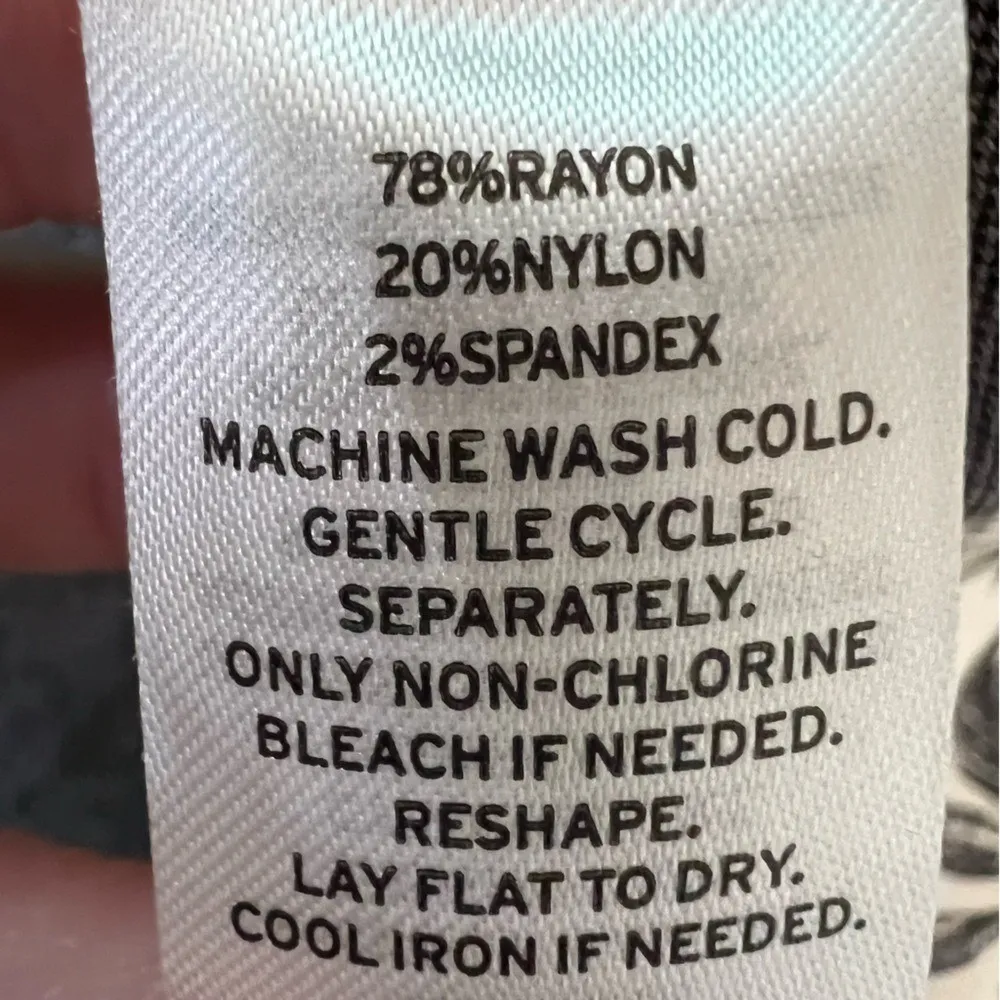 78%RAYON
20%NYLON
2%SPANDEX
MACHINE WASH COLD.
GENTLE CYCLE.
SEPARATELY.
ONLY NON-CHLORINE
BLEACH IF NEEDED.
RESHAPE.
LAY FLAT TO DRY.
COOL IRON IF NEEDED.